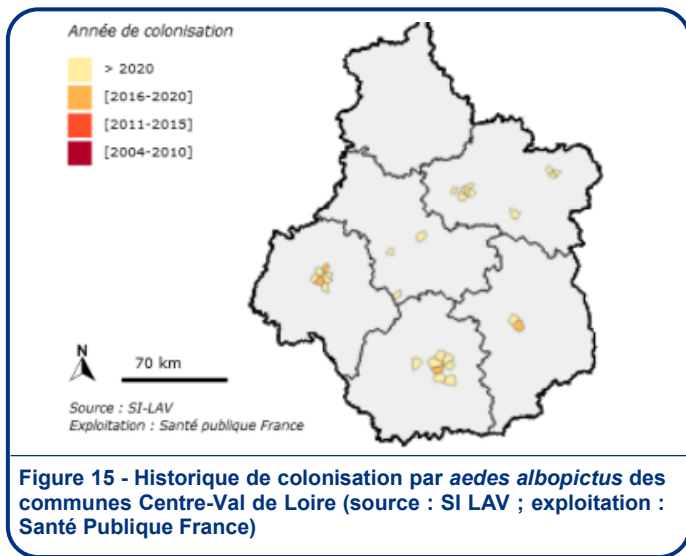 Année de colonisation
> 2020
[2016-2020]
[2011-2015]
[2004-2010]
N
70 km
Source : SI-LAV
Exploitation : Santé publique France
Figure 15 - Historique de colonisation par aedes albopictus des
communes Centre-Val de Loire (source : SI LAV ; exploitation :
Santé Publique France)